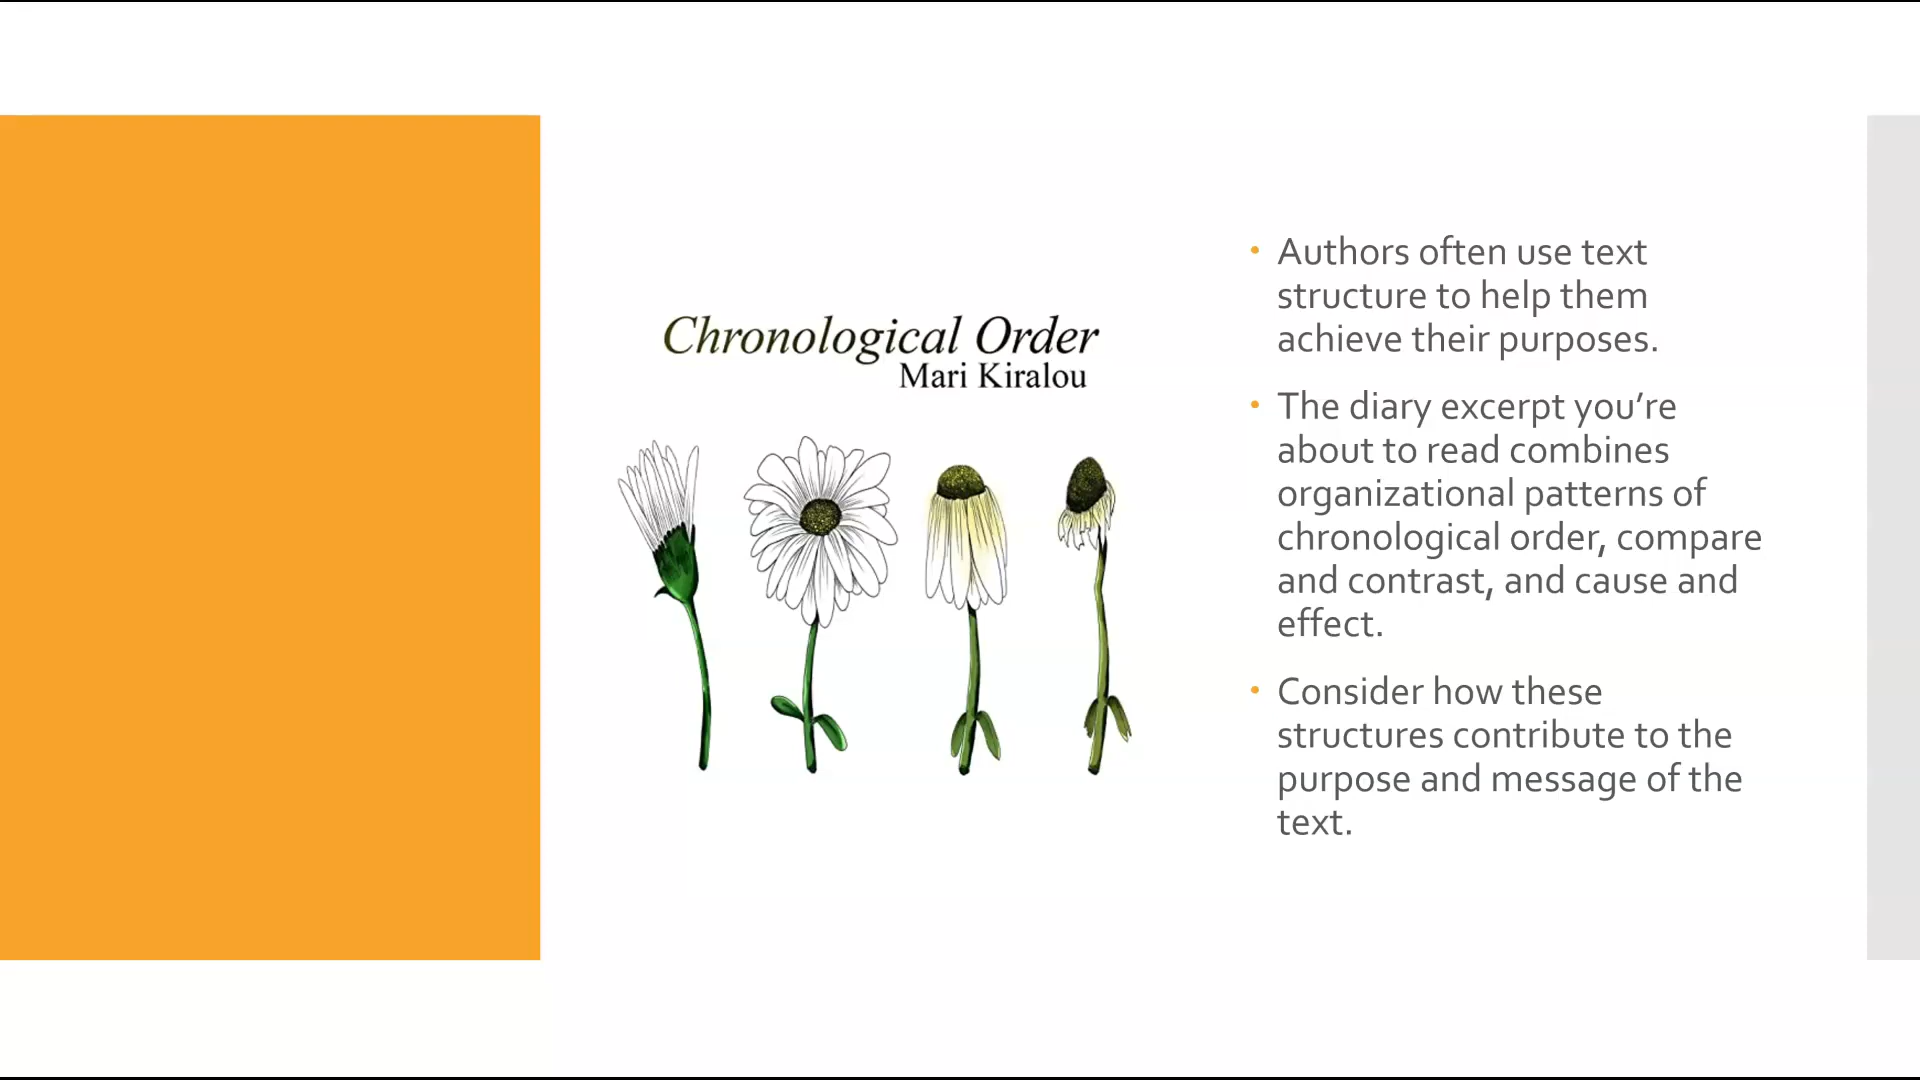 Chronological Order
Mari Kiralou
• Authors often use text
structure to help them
achieve their purposes.
• The diary excerpt you’re
about to read combines
organizational patterns of
chronological order, compare
and contrast, and cause and
effect.
• Consider how these
structures contribute to the
purpose and message of the
text.